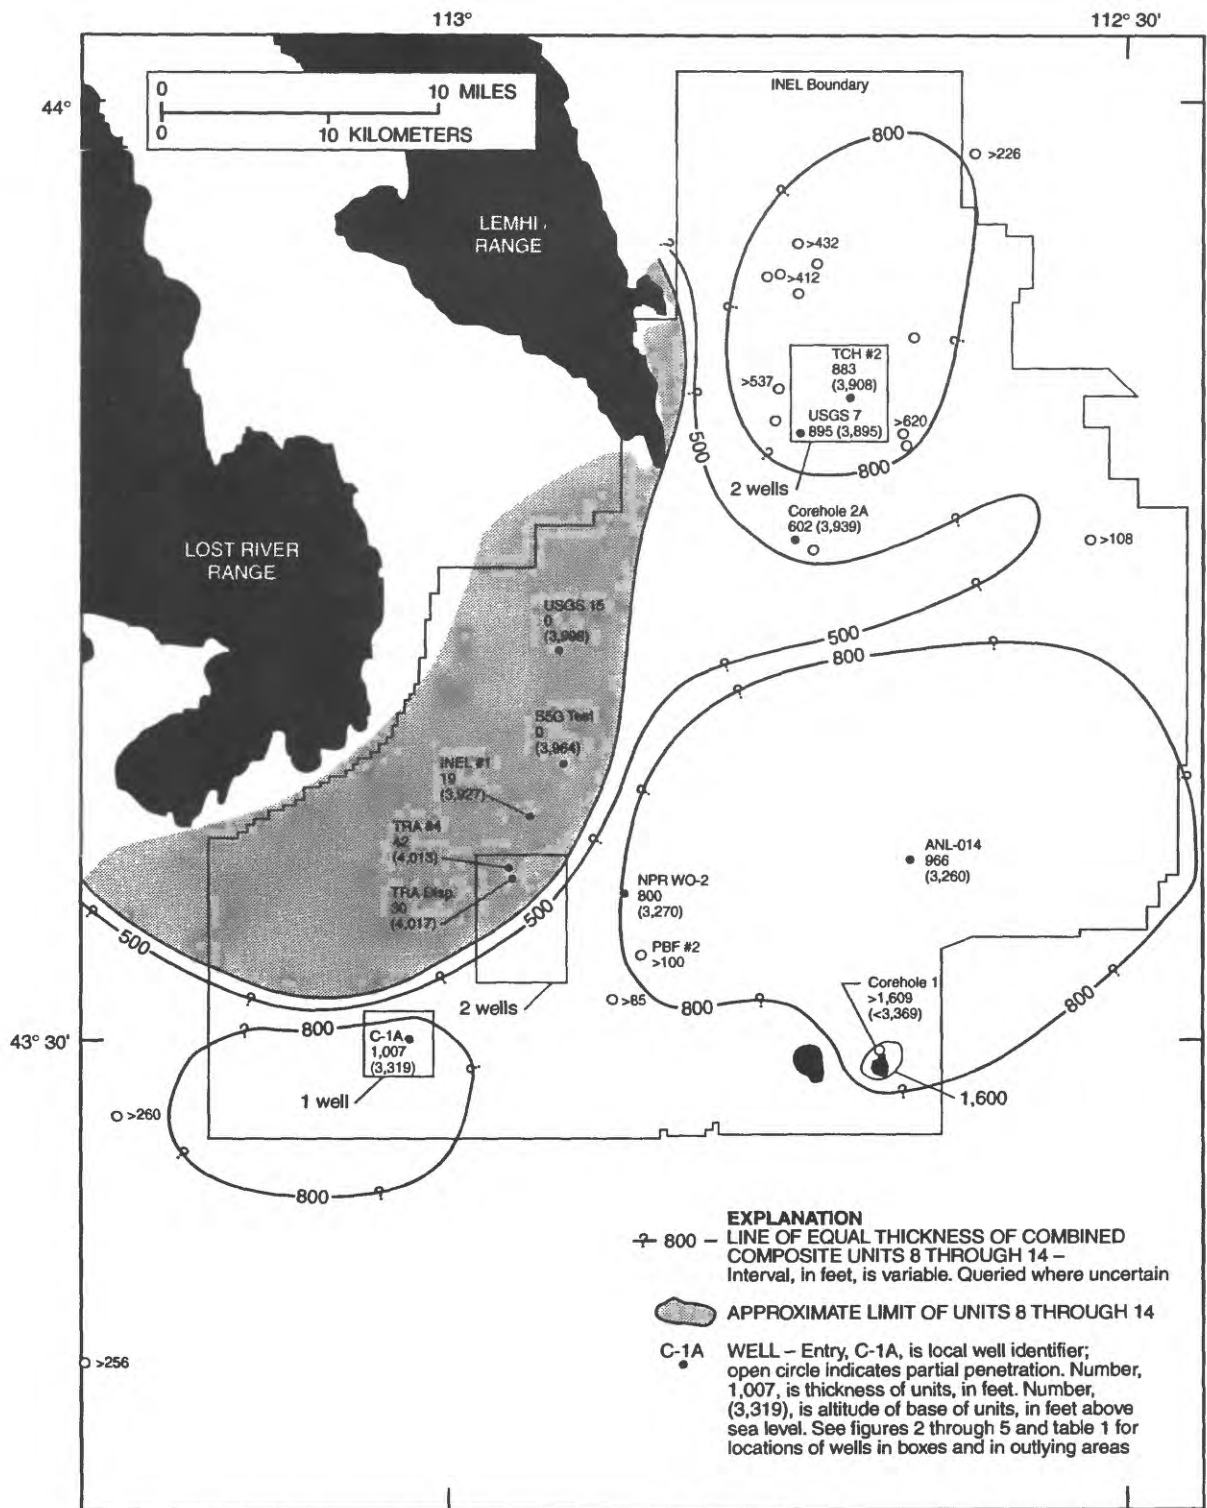 113°
112° 30'
44°
0
10 MILES
0
10 KILOMETERS
INEL Boundary
800
>226
LEMHI
RANGE
?
>432
>412
?
?
?
TCH #2
883
(3,908)
>537
USGS 7
895 (3,895)
>620
?
?
500
800
2 wells
Corehole 2A
602 (3,939)
?
>108
LOST RIVER
RANGE
?
USGS 15
0
500
800
?
?
?
S5G Test
0
(3,964)
INEL #1
19
(3,927)
?
?
TRA #4
42
(4,013)
?
ANL-014
966
(3,260)
NPR WO-2
800
(3,270)
TRA Disp.
30
(4,017)
?
500
500
PBF #2
>100
?
?
?
Corehole 1
>1,609
(<3,369)
>85
800
?
800
2 wells
43° 30'
?
800
C-1A
1,007
(3,319)
?
1 well
?
1,600
>260
?
800
?
EXPLANATION
? 800 – LINE OF EQUAL THICKNESS OF COMBINED
COMPOSITE UNITS 8 THROUGH 14 –
Interval, in feet, is variable. Queried where uncertain
APPROXIMATE LIMIT OF UNITS 8 THROUGH 14
C-1A WELL – Entry, C-1A, is local well identifier;
open circle indicates partial penetration. Number,
1,007, is thickness of units, in feet. Number,
(3,319), is altitude of base of units, in feet above
sea level. See figures 2 through 5 and table 1 for
locations of wells in boxes and in outlying areas
>256